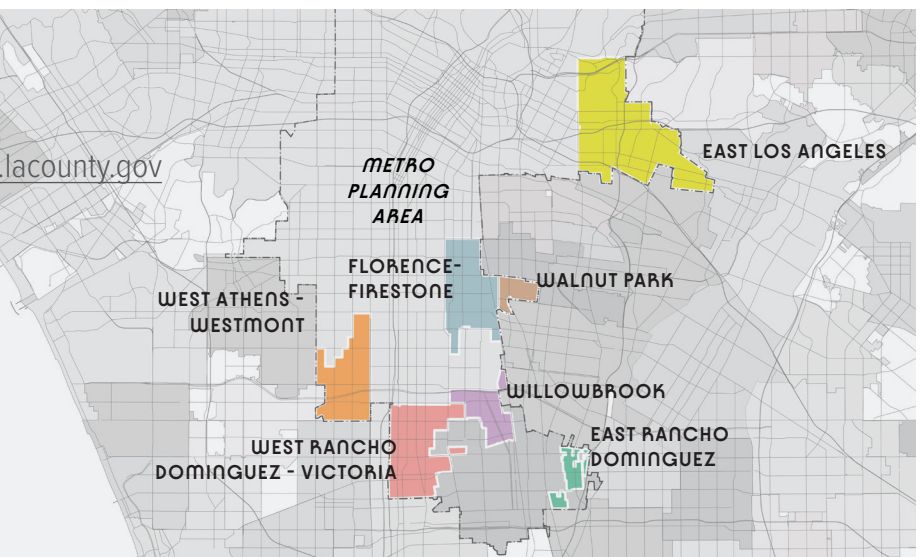 .lacounty.gov
METRO
PLANNING
AREA
EAST LOS ANGELES
FLORENCE-
FIRESTONE
WALNUT PARK
WEST ATHENS -
WESTMONT
WILLOWBROOK
WEST RANCHO
DOMINGUEZ - VICTORIA
EAST RANCHO
DOMINGUEZ